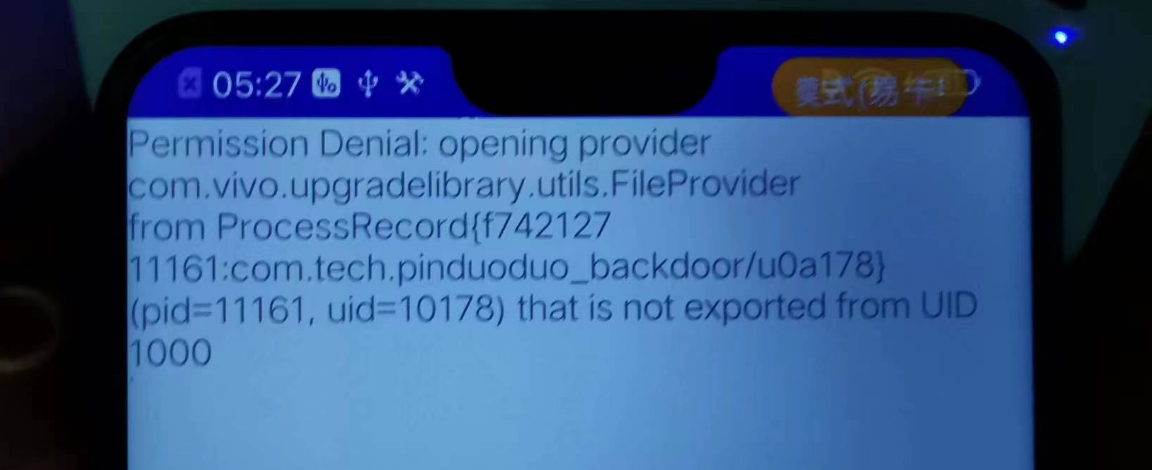 05:27
Permission Denial: opening provider
com.vivo.upgradelibrary.utils.FileProvider
from ProcessRecord{f742127
11161:com.tech.pinduoduo_backdoor/u0a178}
(pid=11161, uid=10178) that is not exported from UID
1000